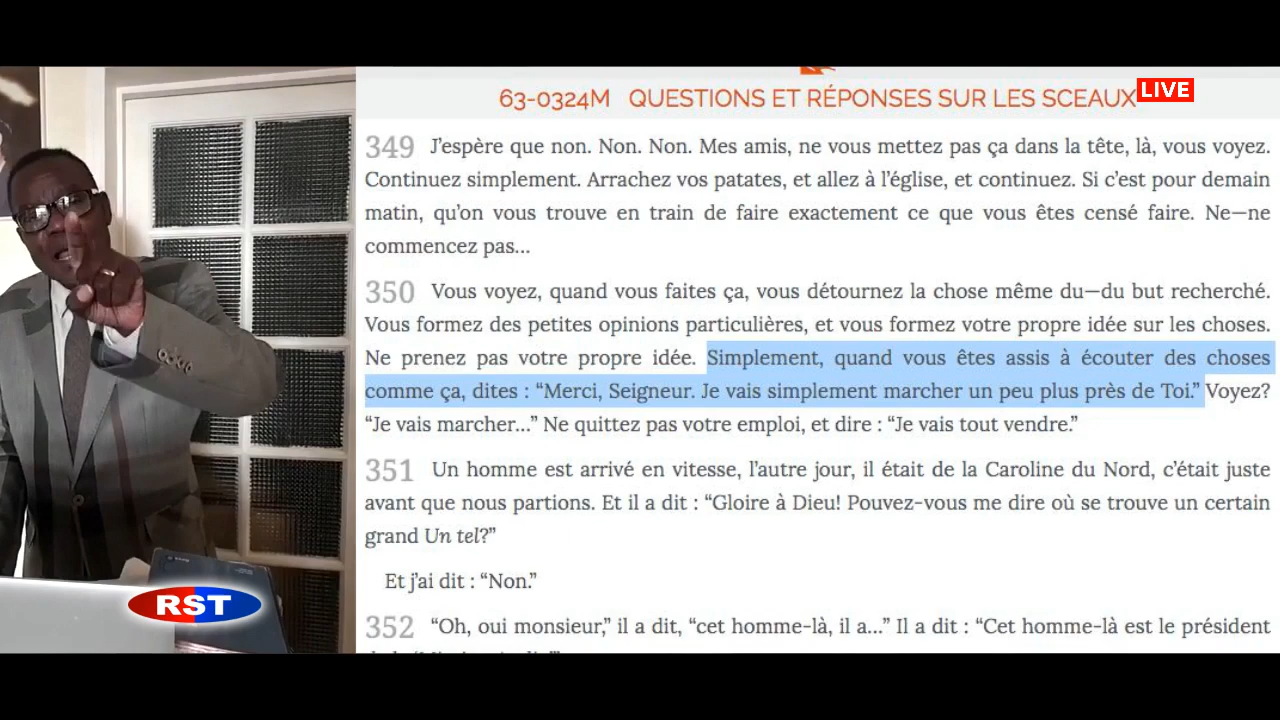 63-0324M QUESTIONS ET RÉPONSES SUR LES SCEAUX
LIVE
349 J’espère que non. Non. Non. Mes amis, ne vous mettez pas ça dans la tête, là, vous voyez.
Continuez simplement. Arrachez vos patates, et allez à l’église, et continuez. Si c’est pour demain
matin, qu’on vous trouve en train de faire exactement ce que vous êtes censé faire. Ne—ne
commencez pas...
350 Vous voyez, quand vous faites ça, vous détournez la chose même du—du but recherché.
Vous formez des petites opinions particulières, et vous formez votre propre idée sur les choses.
Ne prenez pas votre propre idée. Simplement, quand vous êtes assis à écouter des choses
comme ça, dites : “Merci, Seigneur. Je vais simplement marcher un peu plus près de Toi.” Voyez?
“Je vais marcher...” Ne quittez pas votre emploi, et dire : “Je vais tout vendre.”
351 Un homme est arrivé en vitesse, l’autre jour, il était de la Caroline du Nord, c’était juste
avant que nous partions. Et il a dit : “Gloire à Dieu! Pouvez-vous me dire où se trouve un certain
grand Un tel?”
Et j’ai dit : “Non.”
352 “Oh, oui monsieur,” il a dit, “cet homme-là, il a...” Il a dit : “Cet homme-là est le président
RST